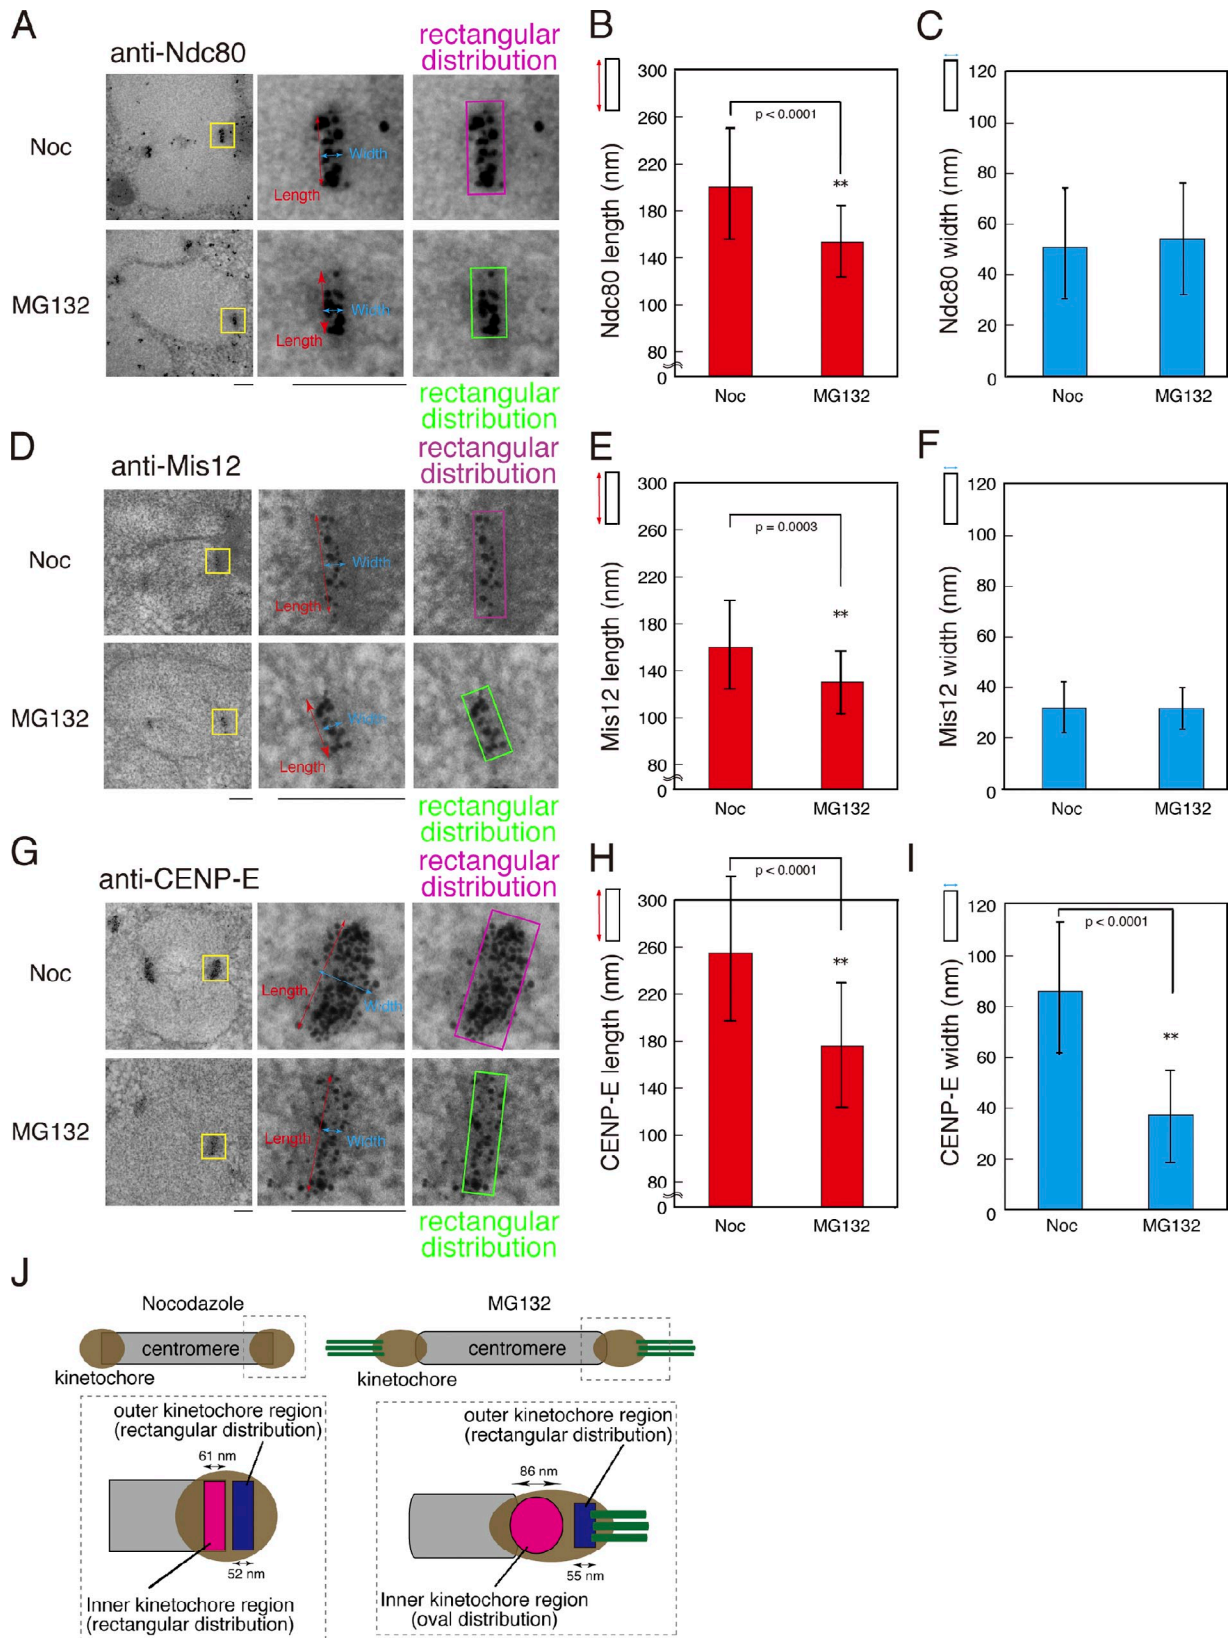 A
anti-Ndc80
rectangular
distribution
Noc
Width
Length
MG132
Width
Length
rectangular
distribution
B
Ndc80 length (nm)
300
260
220
180
140
100
80
0
p < 0.0001
**
Noc
MG132
C
Ndc80 width (nm)
120
100
80
60
40
20
0
Noc
MG132
D
anti-Mis12
rectangular
distribution
Noc
Width
Length
MG132
Width
Length
rectangular
distribution
E
Mis12 length (nm)
300
260
220
180
140
100
80
0
p = 0.0003
**
Noc
MG132
F
Mis12 width (nm)
120
100
80
60
40
20
0
Noc
MG132
G
anti-CENP-E
rectangular
distribution
Noc
Length
Width
MG132
Length
Width
rectangular
distribution
H
CENP-E length (nm)
300
260
220
180
140
100
80
0
p < 0.0001
**
Noc
MG132
I
CENP-E width (nm)
120
100
80
60
40
20
0
p < 0.0001
**
Noc
MG132
J
Nocodazole
centromere
kinetochore
outer kinetochore region
(rectangular distribution)
61 nm
52 nm
Inner kinetochore region
(rectangular distribution)
MG132
centromere
kinetochore
outer kinetochore region
(rectangular distribution)
86 nm
55 nm
Inner kinetochore region
(oval distribution)